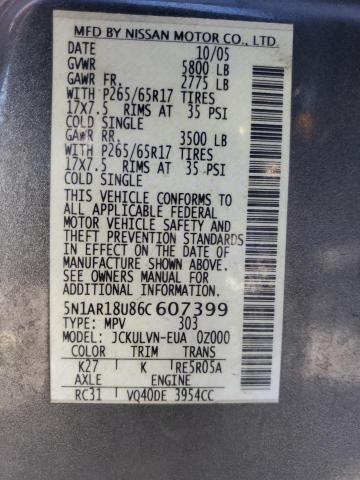 MFD BY NISSAN MOTOR CO., LTD.
DATE 10/05
GVWR 5800 LB
GAWR FR. 2775 LB
WITH P265/65R17 TIRES
17X7.5 RIMS AT 35 PSI
COLD SINGLE
GAWR RR. 3500 LB
WITH P265/65R17 TIRES
17X7.5 RIMS AT 35 PSI
COLD SINGLE
THIS VEHICLE CONFORMS TO
ALL APPLICABLE FEDERAL
MOTOR VEHICLE SAFETY AND
THEFT PREVENTION STANDARDS
IN EFFECT ON THE DATE OF
MANUFACTURE SHOWN ABOVE.
SEE OWNERS MANUAL FOR
ADDITIONAL INFORMATION.
5N1AR18U86C607399
TYPE: MPV 303
MODEL: JCKULVN-EUA 0Z000
COLOR TRIM TRANS
K27 K RE5R05A
AXLE ENGINE
RC31 VQ40DE 3954CC